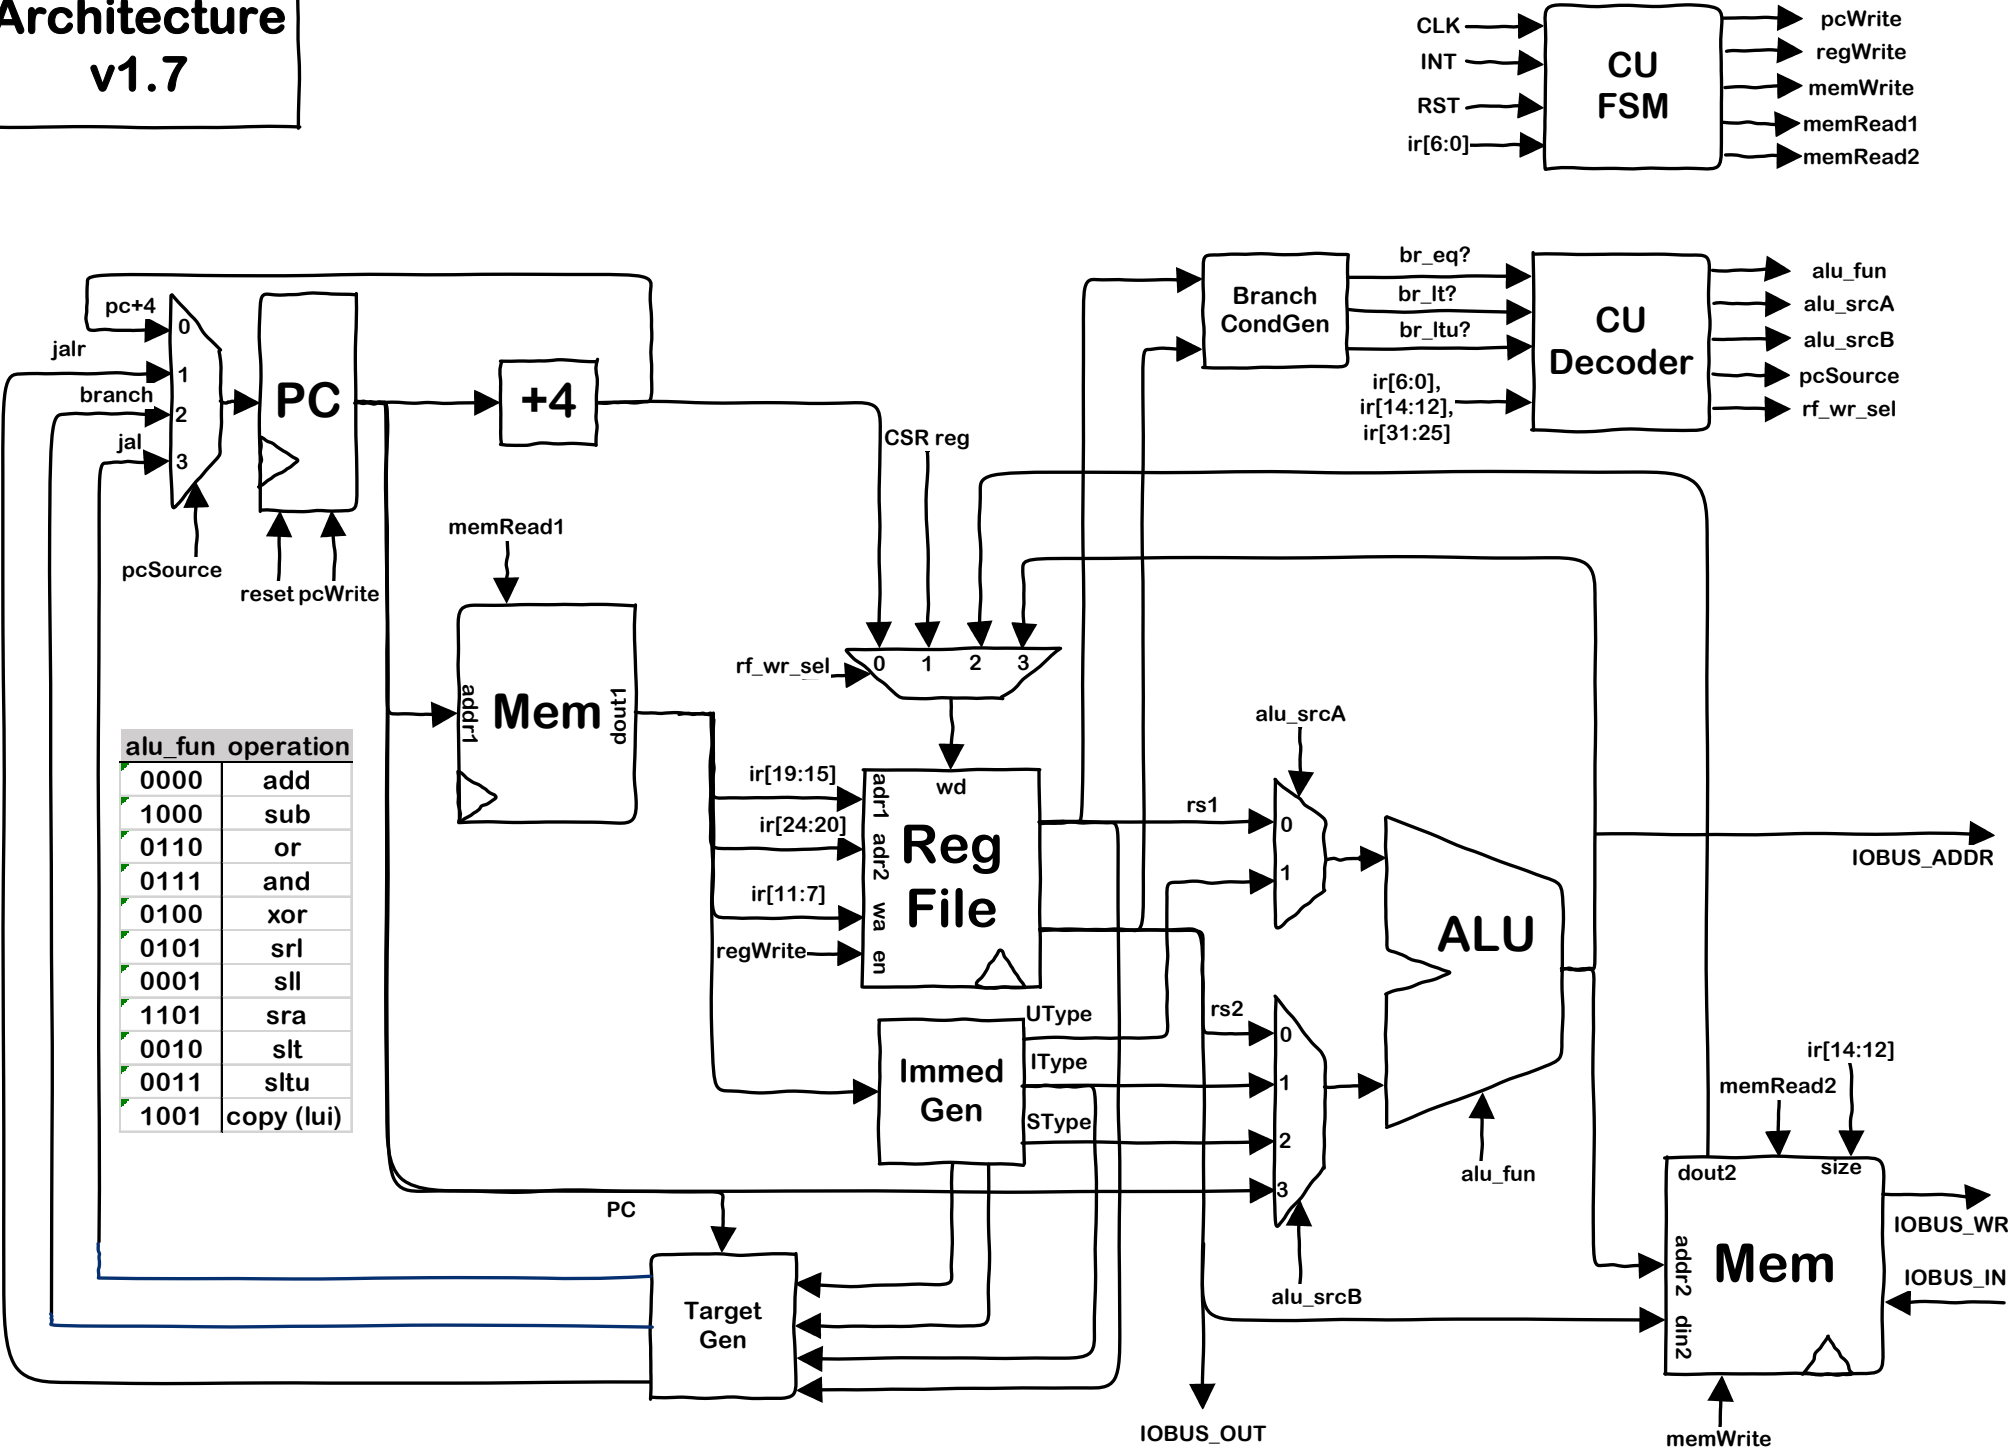 Architecture
v1.7
CLK
INT
RST
ir[6:0]
CU
FSM
pcWrite
regWrite
memWrite
memRead1
memRead2
pc+4
jalr
branch
jal
0
1
2
3
pcSource
PC
reset pcWrite
+4
CSR reg
Branch
CondGen
br_eq?
br_lt?
br_ltu?
ir[6:0],
ir[14:12],
ir[31:25]
CU
Decoder
alu_fun
alu_srcA
alu_srcB
pcSource
rf_wr_sel
memRead1
addr1
Mem
dout1
rf_wr_sel
0 1 2 3
alu_fun operation
0000 add
1000 sub
0110 or
0111 and
0100 xor
0101 srl
0001 sll
1101 sra
0010 slt
0011 sltu
1001 copy (lui)
ir[19:15]
ir[24:20]
ir[11:7]
regWrite
adr1
adr2
wa
en
wd
Reg
File
rs1
rs2
alu_srcA
0
1
ALU
alu_fun
IOBUS_ADDR
Immed
Gen
UType
IType
SType
0
1
2
3
alu_srcB
PC
Target
Gen
IOBUS_OUT
ir[14:12]
memRead2
dout2
size
addr2
din2
Mem
IOBUS_WR
IOBUS_IN
memWrite